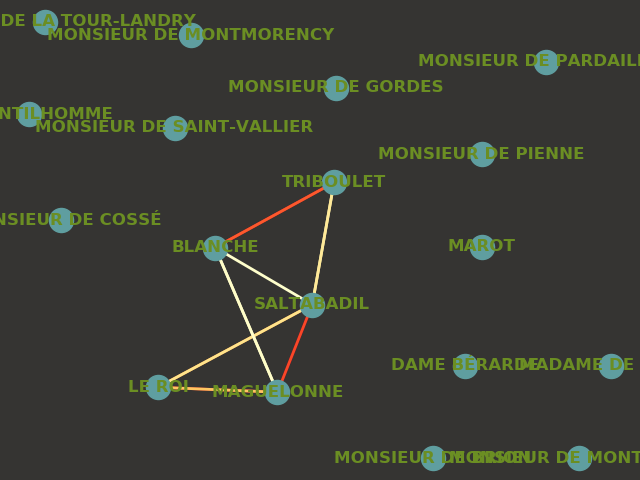 DE LA TOUR-LANDRY
MONSIEUR DE MONTMORENCY
MONSIEUR DE PARDAIL
MONSIEUR DE GORDES
NTILHOMME
MONSIEUR DE SAINT-VALLIER
MONSIEUR DE PIENNE
TRIBOULET
NSIEUR DE COSSÉ
BLANCHE
MAROT
SALTABADIL
DAME BÉRARDE
MADAME DE
LE ROI
MAGUELONNE
MONSIEUR DE BRION
MONSIEUR DE MONT